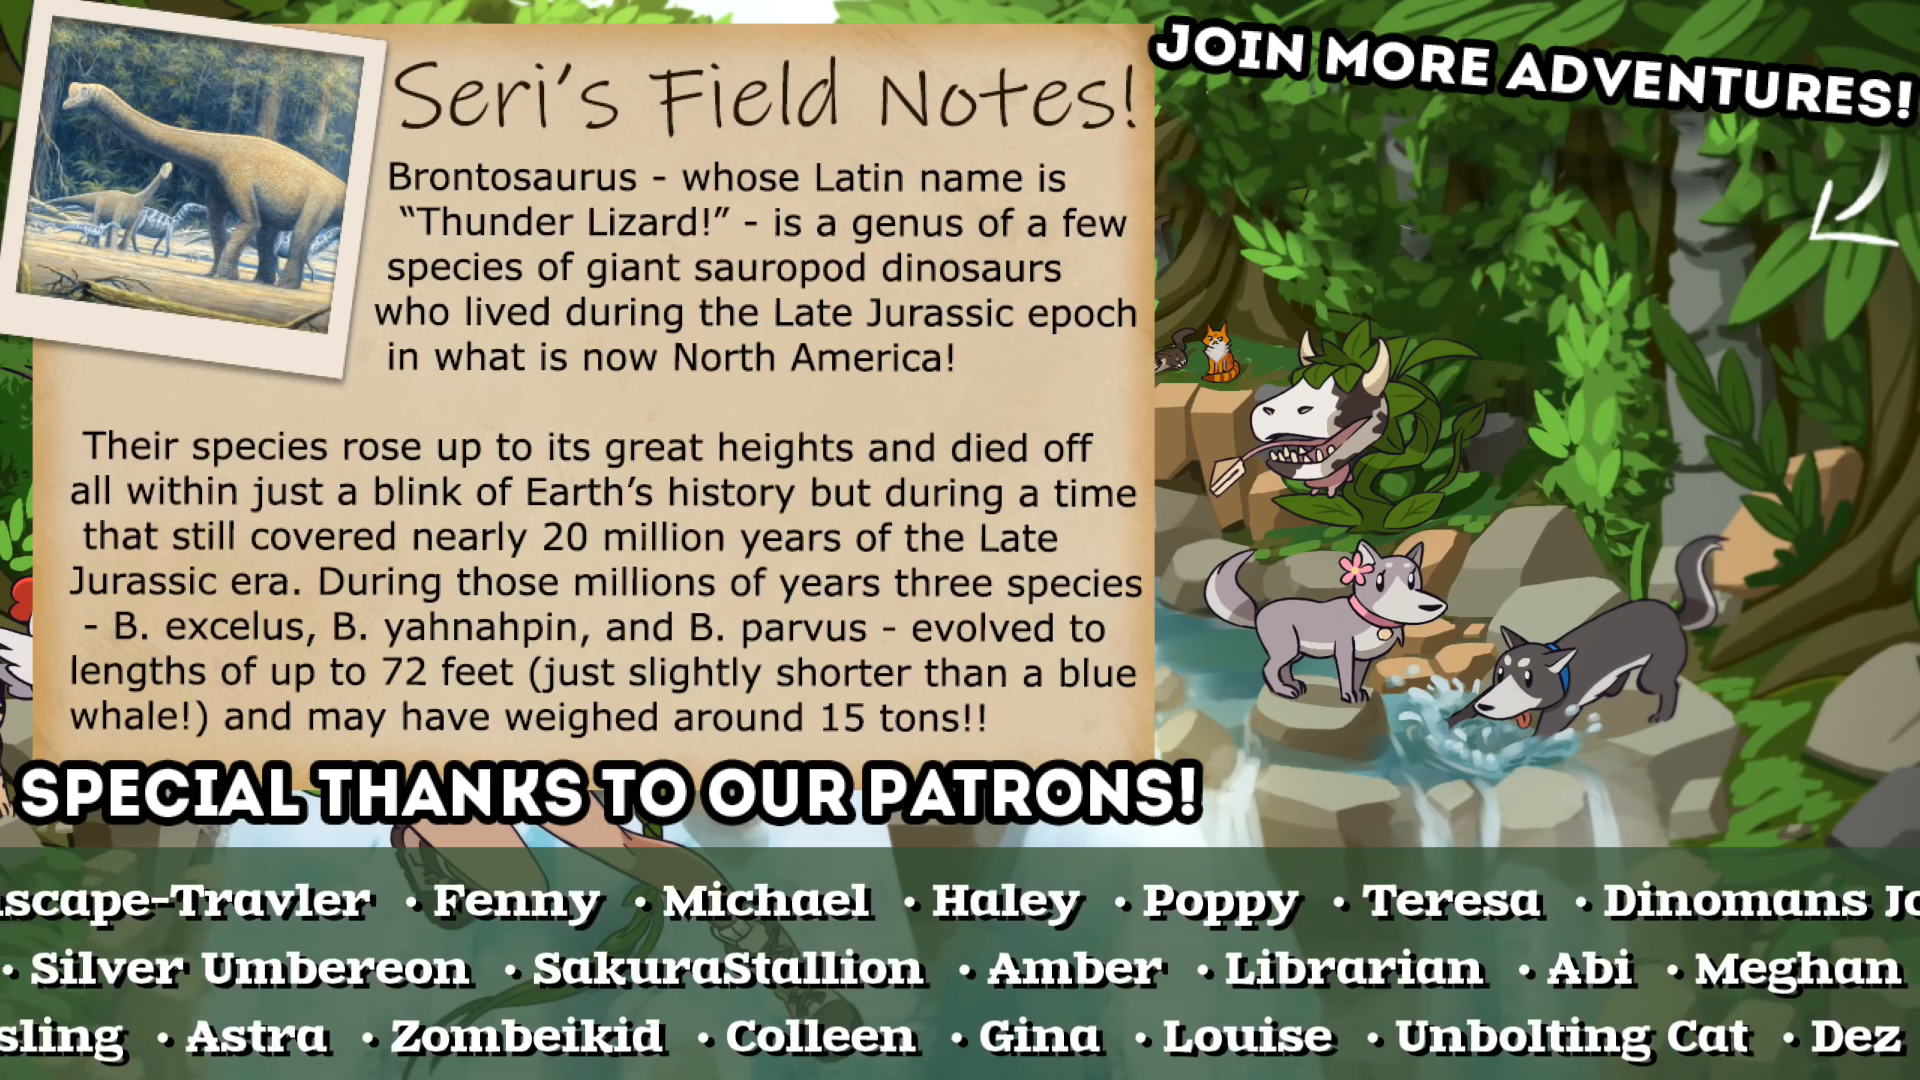 Seri's Field Notes!
JOIN MORE ADVENTURES!
Brontosaurus - whose Latin name is
“Thunder Lizard!” - is a genus of a few
species of giant sauropod dinosaurs
who lived during the Late Jurassic epoch
in what is now North America!
Their species rose up to its great heights and died off
all within just a blink of Earth’s history but during a time
that still covered nearly 20 million years of the Late
Jurassic era. During those millions of years three species
- B. excelus, B. yahnahpin, and B. parvus - evolved to
lengths of up to 72 feet (just slightly shorter than a blue
whale!) and may have weighed around 15 tons!!
SPECIAL THANKS TO OUR PATRONS!
scape-Travler • Fenny • Michael • Haley • Poppy • Teresa • Dinomans Jo
• Silver Umbereon • SakuraStallion • Amber • Librarian • Abi • Meghan
sling • Astra • Zombeikid • Colleen • Gina • Louise • Unbolting Cat • Dez